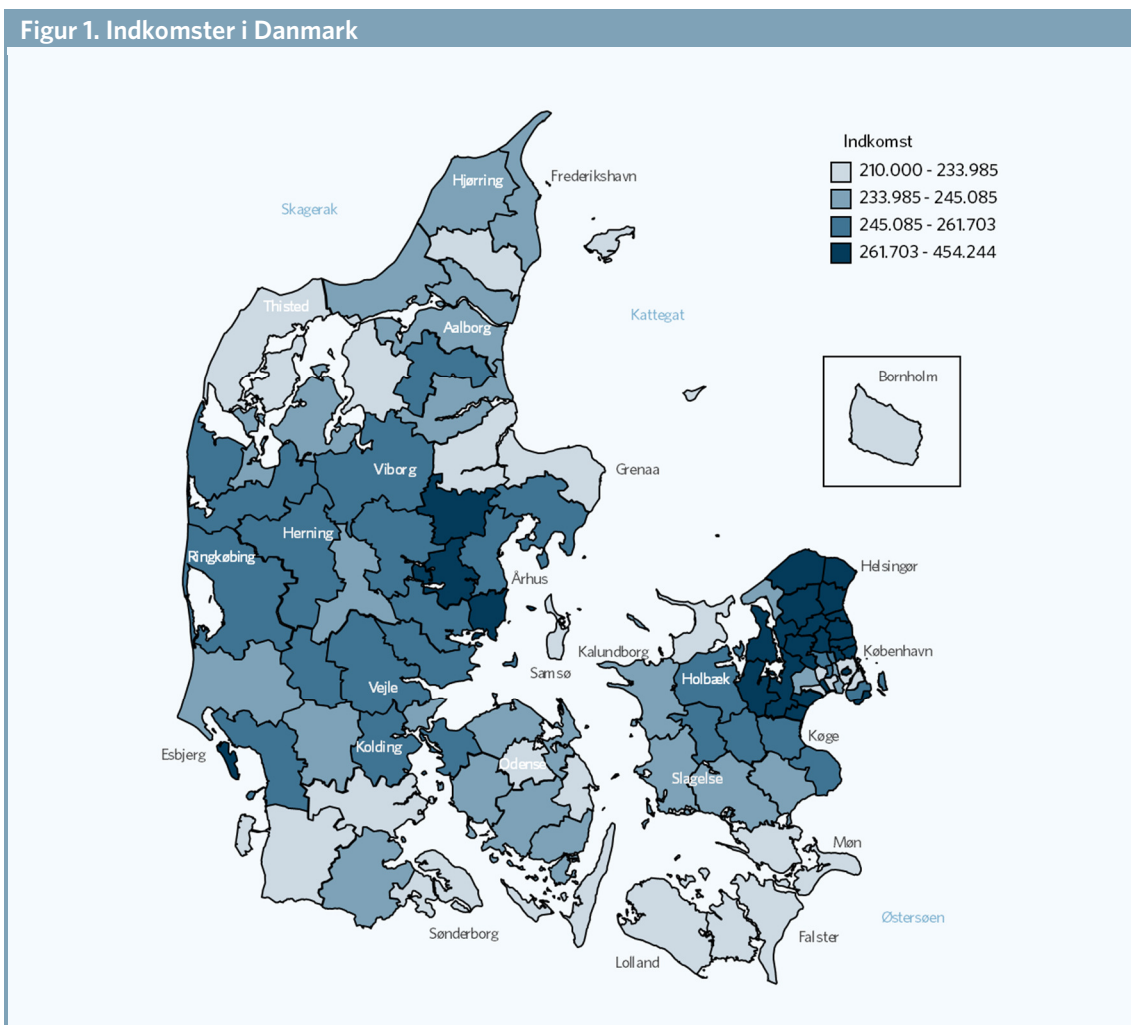 Figur 1. Indkomster i Danmark
Indkomst
210.000 - 233.985
233.985 - 245.085
245.085 - 261.703
261.703 - 454.244
Hjørring
Frederikshavn
Skagerak
Thisted
Kattegat
Aalborg
Bornholm
Viborg
Grenaa
Herning
Ringkøbing
Helsingør
Århus
København
Kalundborg
Samsø
Holbæk
Vejle
Køge
Kolding
Esbjerg
Odense
Slagelse
Møn
Østersøen
Sønderborg
Falster
Lolland